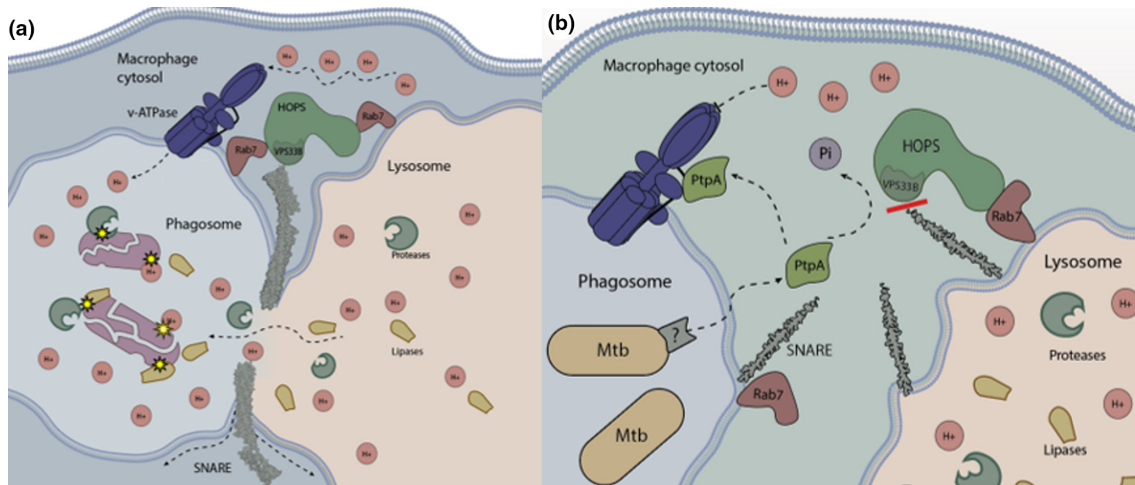 (a)
Macrophage
cytosol
H+
H+
H+
H+
v-ATPase
HOPS
Rab7
Rab7
VPS33B
Lysosome
H+
H+
Phagosome
H+
H+
H+
H+
Proteases
H+
H+
H+
H+
H+
H+
Lipases
H+
H+
H+
H+
H+
H+
H+
H+
SNARE
(b)
Macrophage cytosol
H+
H+
H+
Pi
HOPS
VPS33B
PtpA
Rab7
PtpA
Phagosome
Lysosome
?
Mtb
SNARE
H+
H+
Proteases
Rab7
H+
Mtb
H+
Lipases
H+